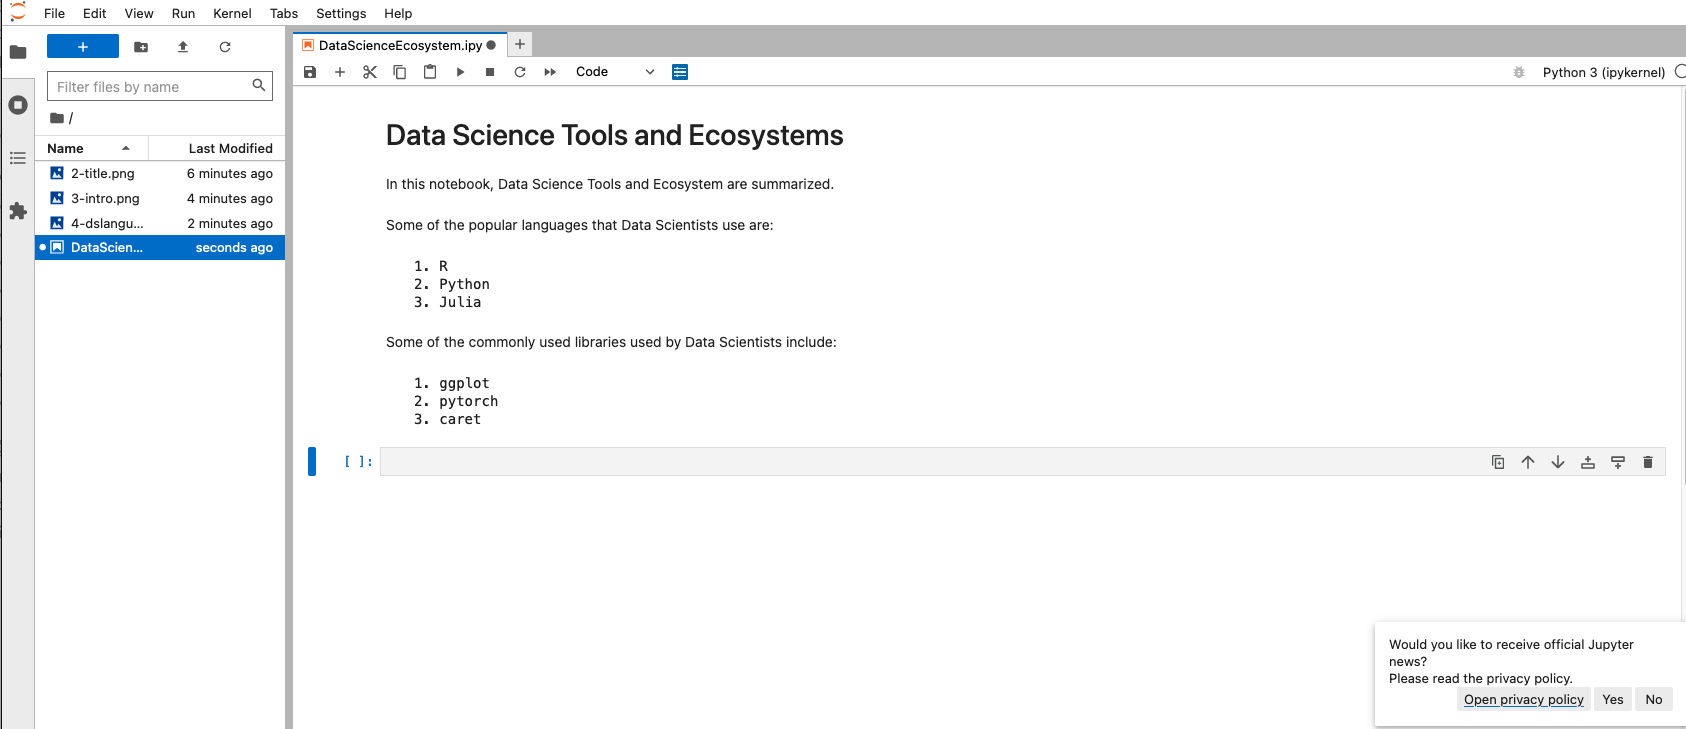 File Edit View Run Kernel Tabs Settings Help
+
Filter files by name
/
Name Last Modified
2-title.png 6 minutes ago
3-intro.png 4 minutes ago
4-dslangu... 2 minutes ago
DataScien... seconds ago
DataScienceEcosystem.ipy
+
Code
Python 3 (ipykernel)
Data Science Tools and Ecosystems
In this notebook, Data Science Tools and Ecosystem are summarized.
Some of the popular languages that Data Scientists use are:
1. R
2. Python
3. Julia
Some of the commonly used libraries used by Data Scientists include:
1. ggplot
2. pytorch
3. caret
[ ]:
Would you like to receive official Jupyter
news?
Please read the privacy policy.
Open privacy policy Yes No